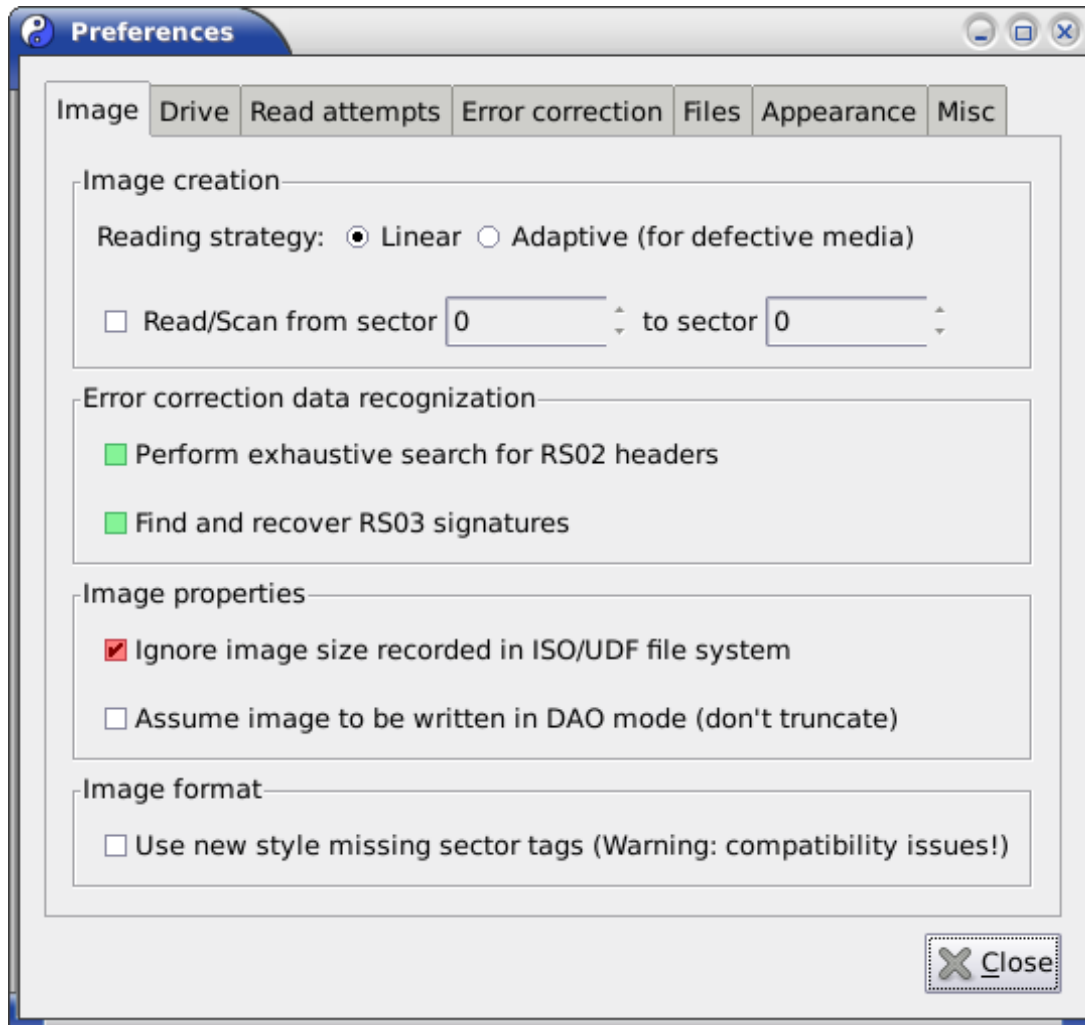 Preferences
Image Drive Read attempts Error correction Files Appearance Misc
Image creation
Reading strategy: Linear Adaptive (for defective media)
Read/Scan from sector 0 to sector 0
Error correction data recognization
Perform exhaustive search for RS02 headers
Find and recover RS03 signatures
Image properties
Ignore image size recorded in ISO/UDF file system
Assume image to be written in DAO mode (don't truncate)
Image format
Use new style missing sector tags (Warning: compatibility issues!)
Close